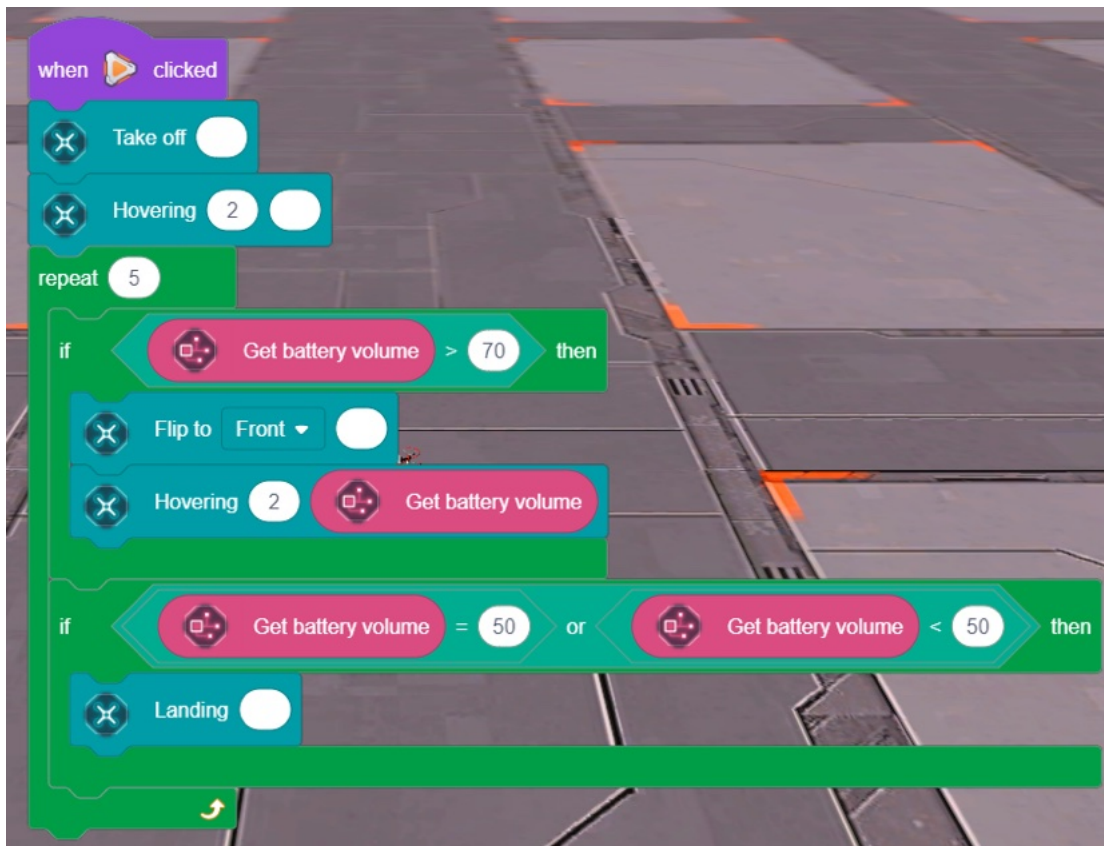 when clicked
Take off
Hovering 2
repeat 5
if Get battery volume > 70 then
Flip to Front
Hovering 2 Get battery volume
if Get battery volume = 50 or Get battery volume < 50 then
Landing